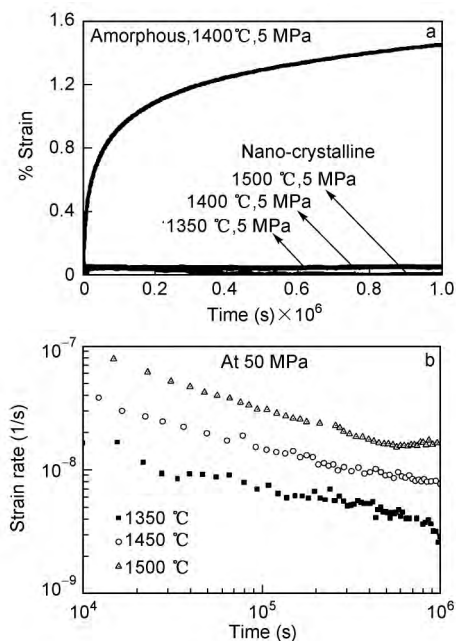 Amorphous,1400℃,5 MPa
a
1.6
1.2
0.8
0.4
0
% Strain
Nano-crystalline
1500 ℃,5 MPa
1400 ℃,5 MPa
1350 ℃,5 MPa
0
0.2
0.4
0.6
0.8
1.0
Time (s)×10⁶
At 50 MPa
b
10⁻⁷
10⁻⁸
10⁻⁹
Strain rate (1/s)
1350 ℃
1450 ℃
1500 ℃
10⁴
10⁵
10⁶
Time (s)